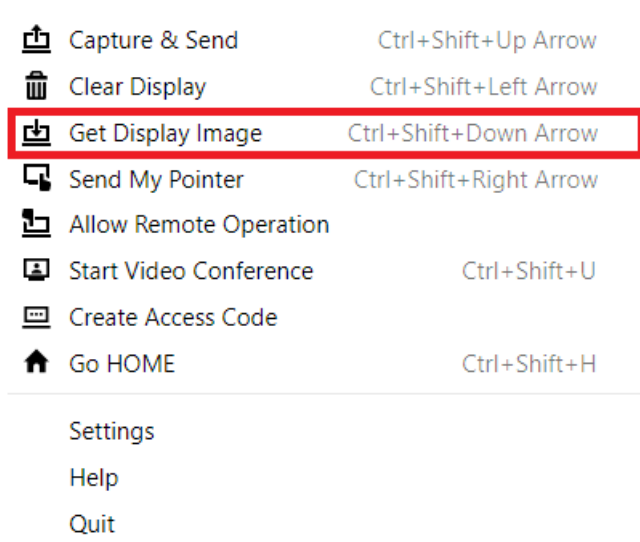 Capture & Send Ctrl+Shift+Up Arrow
Clear Display Ctrl+Shift+Left Arrow
Get Display Image Ctrl+Shift+Down Arrow
Send My Pointer Ctrl+Shift+Right Arrow
Allow Remote Operation
Start Video Conference Ctrl+Shift+U
Create Access Code
Go HOME Ctrl+Shift+H
Settings
Help
Quit